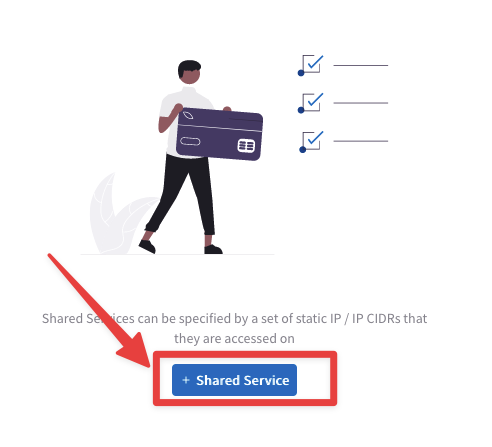 Shared Services can be specified by a set of static IP / IP CIDRs that
they are accessed on
+ Shared Service